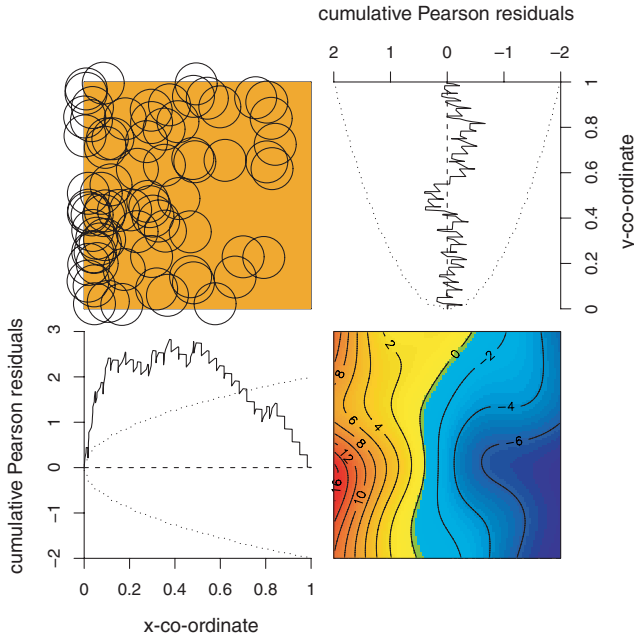 cumulative Pearson residuals
2 1 0 −1 −2
0 0.2 0.4 0.6 0.8 1
y-co-ordinate
cumulative Pearson residuals
−2 −1 0 1 2 3
0 0.2 0.4 0.6 0.8 1
x-co-ordinate
8
2
0
−2
−4
−6
6
8
12
16
10